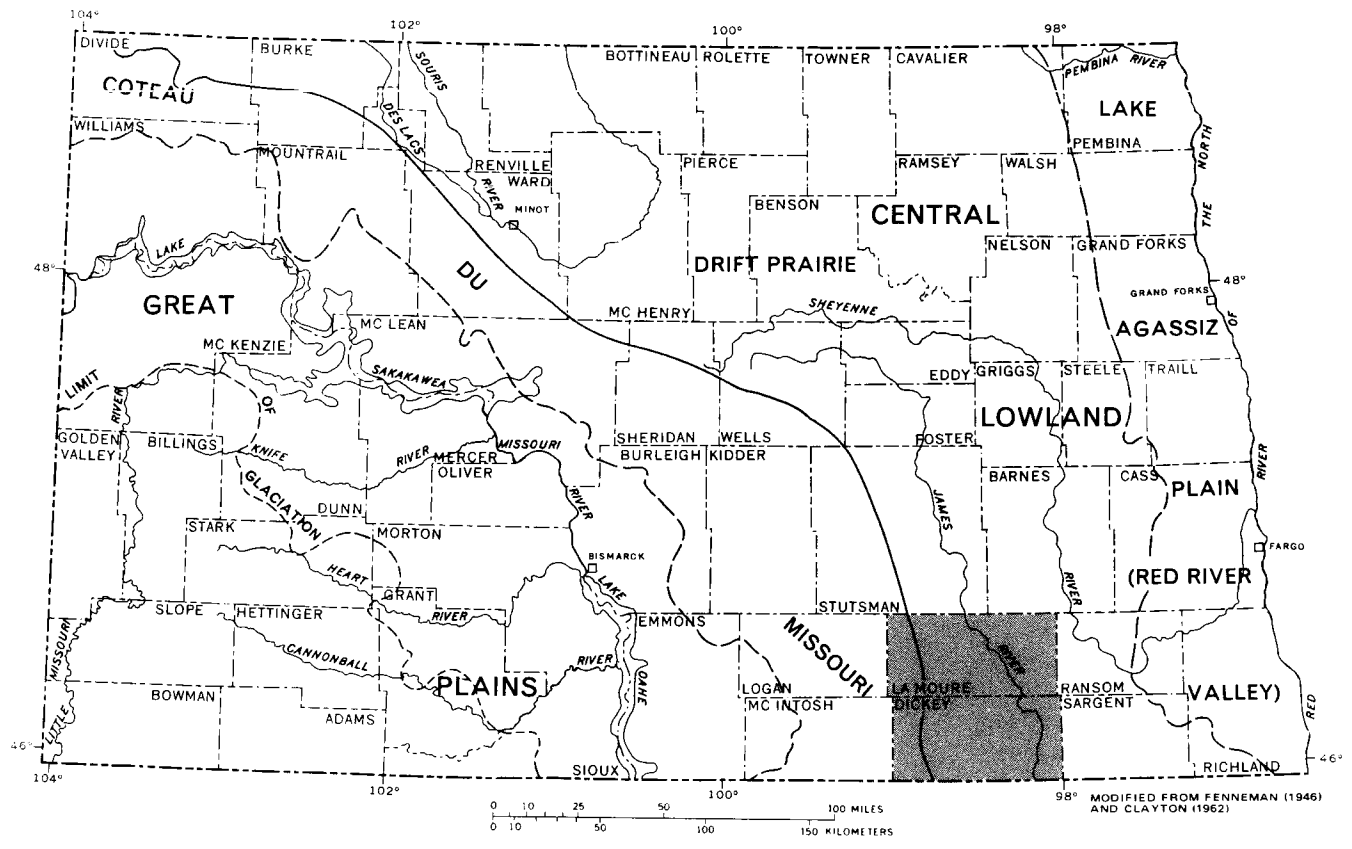 104°
102°
100°
98°
DIVIDE
BURKE
SOURIS
BOTTINEAU
ROLETTE
TOWNER
CAVALIER
PEMBINA RIVER
COTEAU
DES LACS
LAKE
WILLIAMS
MOUNTRAIL
RENVILLE
WARD
PIERCE
RAMSEY
WALSH
PEMBINA
NORTH
RIVER
MINOT
BENSON
CENTRAL
THE
LAKE
NELSON
GRAND FORKS
48°
DU
DRIFT PRAIRIE
48°
GREAT
GRAND FORKS
SHEYENNE
MC LEAN
MC HENRY
AGASSIZ
OF
MC KENZIE
LIMIT
OF
SAKAKAWEA
EDDY
GRIGGS
STEELE
TRAILL
RIVER
LOWLAND
GOLDEN
VALLEY
BILLINGS
KNIFE
RIVER
MERCER
OLIVER
MISSOURI
SHERIDAN
WELLS
FOSTER
BURLEIGH
KIDDER
RIVER
GLACIATION
BARNES
CASS
PLAIN
DUNN
RIVER
JAMES
STARK
MORTON
BISMARCK
FARGO
HEART
LAKE
RIVER
(RED RIVER
GRANT
SLOPE
HETTINGER
RIVER
STUTSMAN
EMMONS
MISSOURI
MISSOURI
CANNONBALL
RIVER
RIVER
PLAINS
OAHE
BOWMAN
LOGAN
MC INTOSH
LA MOURE
DICKEY
RANSOM
SARGENT
VALLEY)
RED
ADAMS
LITTLE
46°
46°
SIOUX
RICHLAND
104°
102°
100°
98°
MODIFIED FROM FENNEMAN (1946)
AND CLAYTON (1962)
0 10 25 50 100 MILES
0 10 50 100 150 KILOMETERS